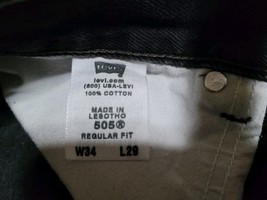 Levi's
levi.com
(800) USA-LEVI
100% COTTON
MADE IN
LESOTHO
505®
REGULAR FIT
W34 L29